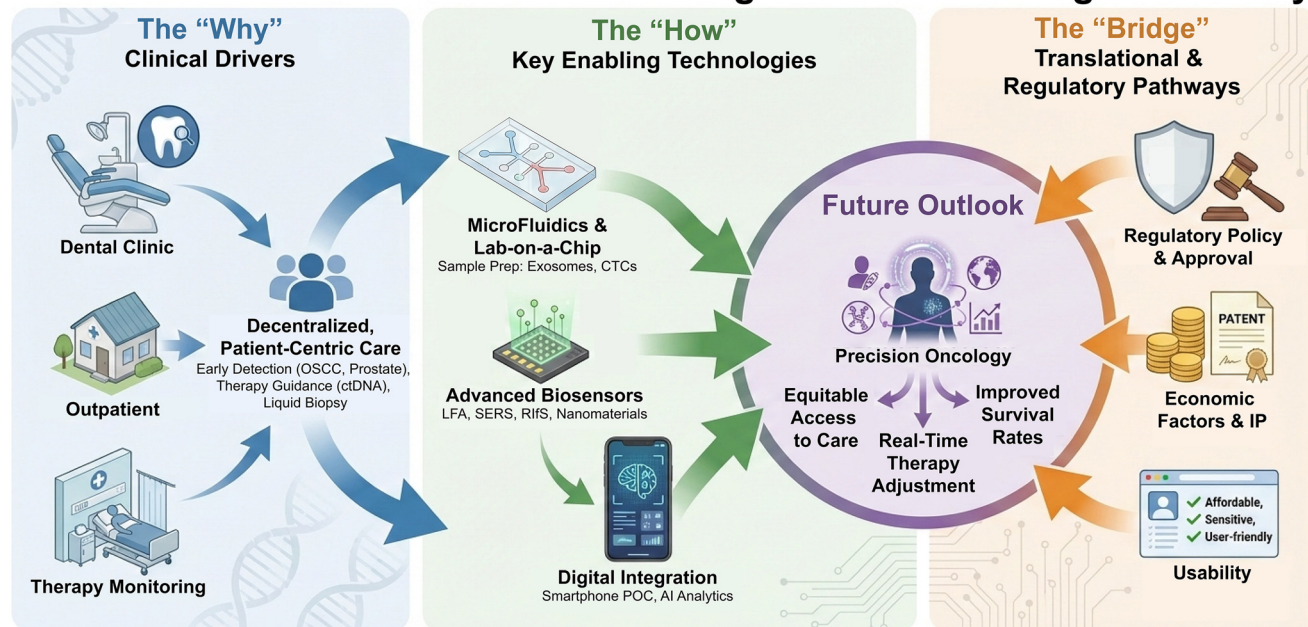 The “Why”
Clinical Drivers
Dental Clinic
Outpatient
Therapy Monitoring
Decentralized,
Patient-Centric Care
Early Detection (OSCC, Prostate),
Therapy Guidance (ctDNA),
Liquid Biopsy
The “How”
Key Enabling Technologies
MicroFluidics &
Lab-on-a-Chip
Sample Prep: Exosomes, CTCs
Advanced Biosensors
LFA, SERS, RIfS, Nanomaterials
Digital Integration
Smartphone POC, AI Analytics
Future Outlook
Precision Oncology
Equitable
Access
to Care
Real-Time
Therapy
Adjustment
Improved
Survival
Rates
The “Bridge”
Translational &
Regulatory Pathways
Regulatory Policy
& Approval
PATENT
Economic
Factors & IP
Affordable,
Sensitive,
User-friendly
Usability